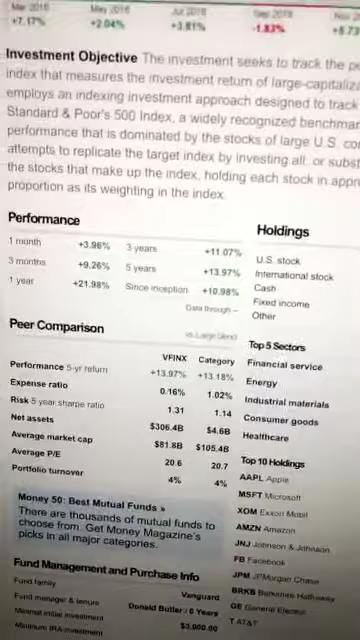 Mar 2016 May 2016 Jul 2016 Sep 2016 Nov
+7.17% +2.04% +3.81% -1.83% +5.73
Investment Objective The investment seeks to track the
index that measures the investment return of large-capitaliza
employs an indexing investment approach designed to track
Standard & Poor's 500 Index, a widely recognized benchmar
performance that is dominated by the stocks of large U.S. co
attempts to replicate the target index by investing all, or subst
the stocks that make up the index, holding each stock in appr
proportion as its weighting in the index.
Performance
1 month +3.96% 3 years +11.07%
3 months +9.26% 5 years +13.97%
1 year +21.98% Since inception +10.98%
Data through –
Holdings
U.S. stock
International stock
Cash
Fixed income
Other
Peer Comparison
vs. Large blend
VFINX Category
Performance 5-yr return +13.97% +13.18%
Expense ratio 0.16% 1.02%
Risk 5 year sharpe ratio 1.31 1.14
Net assets $306.4B $4.6B
Average market cap $81.8B $105.4B
Average P/E 20.6 20.7
Portfolio turnover 4% 4%
Top 5 Sectors
Financial service
Energy
Industrial materials
Consumer goods
Healthcare
Top 10 Holdings
AAPL Apple
MSFT Microsoft
XOM Exxon Mobil
AMZN Amazon
JNJ Johnson & Johnson
FB Facebook
JPM JPMorgan Chase
BRKB Berkshire Hathaway
GE General Electric
T AT&T
Money 50: Best Mutual Funds »
There are thousands of mutual funds to
choose from. Get Money Magazine's
picks in all major categories.
Fund Management and Purchase Info
Fund family Vanguard
Fund manager & tenure Donald Butler / 0 Years
Minimal initial investment $3,000.00
Minimum IRA investment